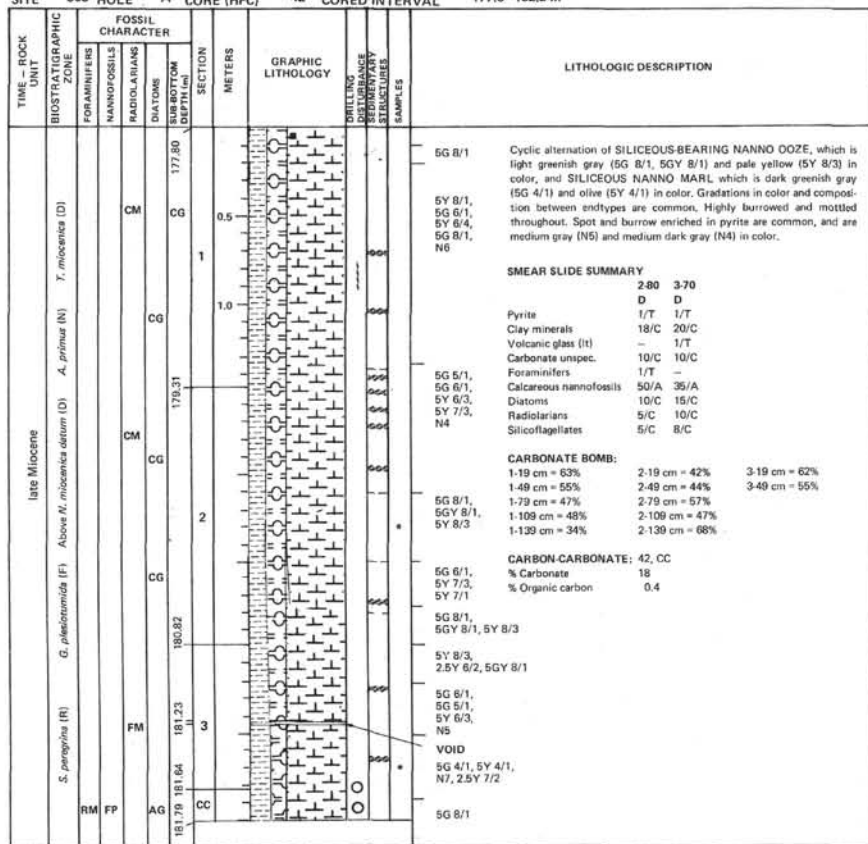 SITE HOLE CORE (HPC) 42 CORED INTERVAL
TIME – ROCK UNIT
BIOSTRATIGRAPHIC ZONE
FOSSIL CHARACTER
FORAMINIFERS
NANNOFOSSILS
RADIOLARIANS
DIATOMS
SUB-BOTTOM DEPTH (m)
SECTION
METERS
GRAPHIC LITHOLOGY
DRILLING DISTURBANCE
SEDIMENTARY STRUCTURES
SAMPLES
LITHOLOGIC DESCRIPTION
late Miocene
T. miocenica (D)
A. primus (N)
Above N. miocenica datum (D)
G. plesiotumida (F)
S. peregrina (R)
CM
CG
CG
CM
CG
CG
FM
RM FP AG
177.80
179.31
180.82
181.23
181.64
181.79
1
2
3
CC
0.5
1.0
5G 8/1
5Y 8/1,
5G 6/1,
5Y 6/4,
5G 8/1,
N6
5G 5/1,
5G 6/1,
5Y 6/3,
5Y 7/3,
N4
5G 8/1,
5GY 8/1,
5Y 8/3
5G 6/1,
5Y 7/3,
5Y 7/1
5G 8/1,
5GY 8/1, 5Y 8/3
5Y 8/3,
2.5Y 6/2, 5GY 8/1
5G 6/1,
5G 5/1,
5Y 6/3,
N5
VOID
5G 4/1, 5Y 4/1,
N7, 2.5Y 7/2
5G 8/1
Cyclic alternation of SILICEOUS-BEARING NANNO OOZE, which is
light greenish gray (5G 8/1, 5GY 8/1) and pale yellow (5Y 8/3) in
color, and SILICEOUS NANNO MARL which is dark greenish gray
(5G 4/1) and olive (5Y 4/1) in color. Gradations in color and composi-
tion between endtypes are common. Highly burrowed and mottled
throughout. Spot and burrow enriched in pyrite are common, and are
medium gray (N5) and medium dark gray (N4) in color.
SMEAR SLIDE SUMMARY
2-80 3-70
D D
Pyrite 1/T 1/T
Clay minerals 18/C 20/C
Volcanic glass (lt) – 1/T
Carbonate unspec. 10/C 10/C
Foraminifers 1/T –
Calcareous nannofossils 50/A 35/A
Diatoms 10/C 15/C
Radiolarians 5/C 10/C
Silicoflagellates 5/C 8/C
CARBONATE BOMB:
1-19 cm = 63% 2-19 cm = 42% 3-19 cm = 62%
1-49 cm = 55% 2-49 cm = 44% 3-49 cm = 55%
1-79 cm = 47% 2-79 cm = 57%
1-109 cm = 48% 2-109 cm = 47%
1-139 cm = 34% 2-139 cm = 68%
CARBON-CARBONATE: 42, CC
% Carbonate 18
% Organic carbon 0.4